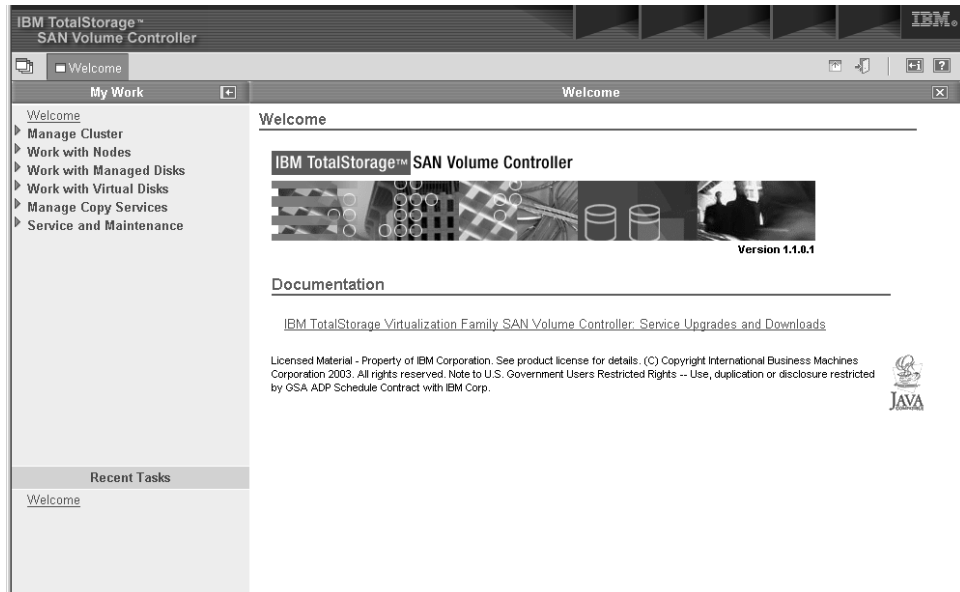 IBM TotalStorage™
SAN Volume Controller
IBM®
Welcome
?
My Work
Welcome
Welcome
Manage Cluster
Work with Nodes
Work with Managed Disks
Work with Virtual Disks
Manage Copy Services
Service and Maintenance
Recent Tasks
Welcome
Welcome
IBM TotalStorage™ SAN Volume Controller
Version 1.1.0.1
Documentation
IBM TotalStorage Virtualization Family SAN Volume Controller: Service Upgrades and Downloads
Licensed Material - Property of IBM Corporation. See product license for details. (C) Copyright International Business Machines
Corporation 2003. All rights reserved. Note to U.S. Government Users Restricted Rights -- Use, duplication or disclosure restricted
by GSA ADP Schedule Contract with IBM Corp.
JAVA
COMPATIBLE